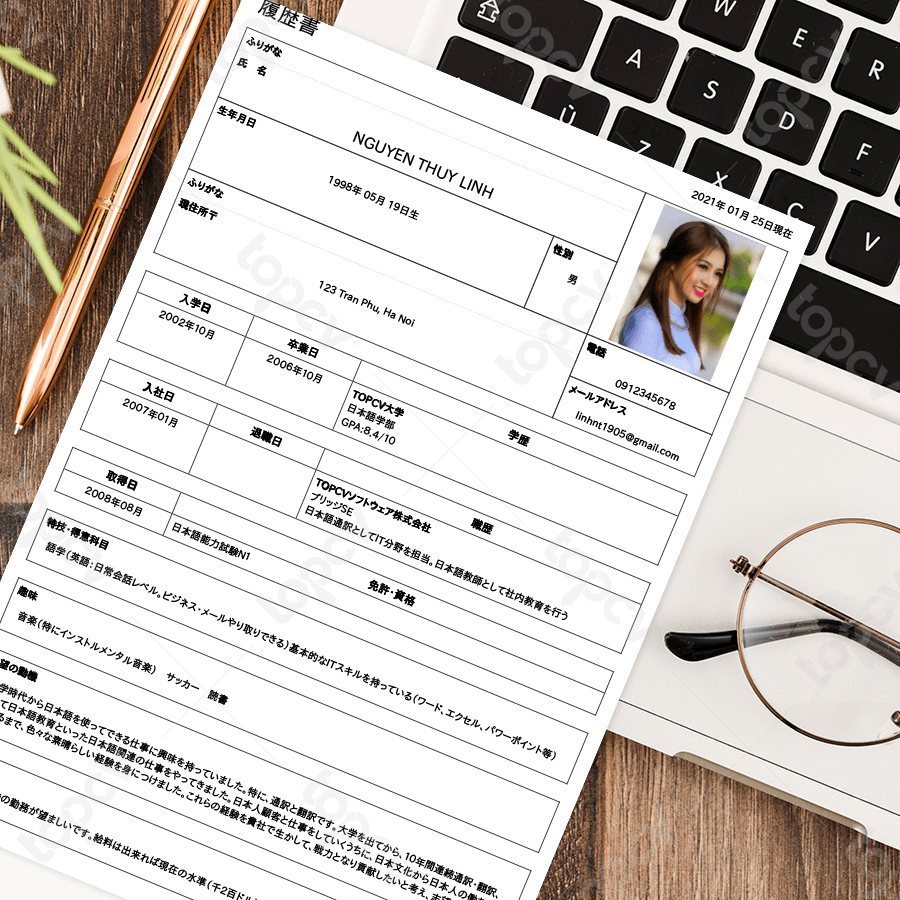 履歴書
2021年 01月 25日現在
ふりがな
氏 名
NGUYEN THUY LINH
生年月日
1998年 05月 19日生
性別
男
ふりがな
現住所〒
123 Tran Phu, Ha Noi
電話
0912345678
メールアドレス
linhnt1905@gmail.com
入学日
卒業日
学歴
2002年10月
2006年10月
TOPCV大学
日本語学部
GPA:8.4/10
入社日
退職日
職歴
2007年01月
TOPCVソフトウェア株式会社
ブリッジSE
日本語通訳としてIT分野を担当。日本語教師として社内教育を行う
取得日
免許・資格
2008年08月
日本語能力試験N1
特技・得意科目
語学（英語：日常会話レベル。ビジネス・メールやり取りできる）基本的なITスキルを持っている（ワード、エクセル、パワーポイント等）
趣味
音楽（特にインストルメンタル音楽） サッカー 読書
望の動機
学時代から日本語を使ってできる仕事に興味を持っていました。特に、通訳と翻訳です。大学を出てから、10年間連続通訳・翻訳、
て日本語教育といった日本語関連の仕事をやってきました。日本人顧客と仕事をしていくうちに、日本文化から日本人の働
るまで、色々な素晴らしい経験を身につけました。これらの経験を貴社で生かして、戦力となり貢献したいと考え、志
の勤務が望ましいです。給料は出来れば現在の水準（千2百ドル
W
E
R
A
S
D
F
Ù
Z
X
C
V
topcv
topcv
topcv
topcv
topcv
topcv
topcv
topcv
topcv